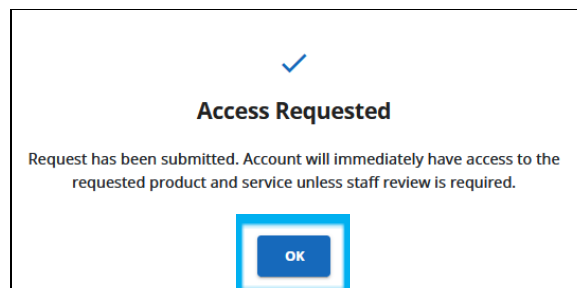 Access Requested
Request has been submitted. Account will immediately have access to the
requested product and service unless staff review is required.
OK